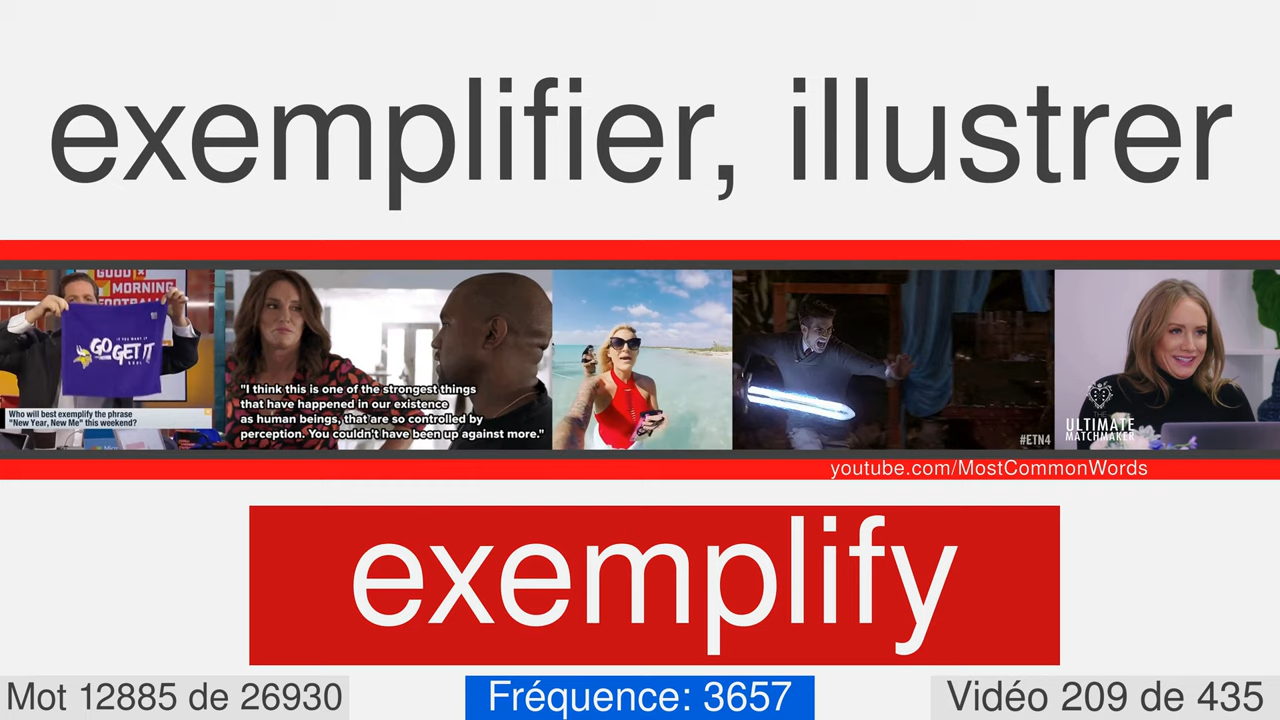 exemplifier, illustrer
GOOD
MORNING
FOOTBALL
GO
GET IT
Who will best exemplify the phrase
"New Year, New Me" this weekend?
"I think this is one of the strongest things
that have happened in our existence
as human beings, that are so controlled by
perception. You couldn't have been up against more."
#ETN4
THE
ULTIMATE
MATCHMAKER
youtube.com/MostCommonWords
exemplify
Mot 12885 de 26930
Fréquence: 3657
Vidéo 209 de 435